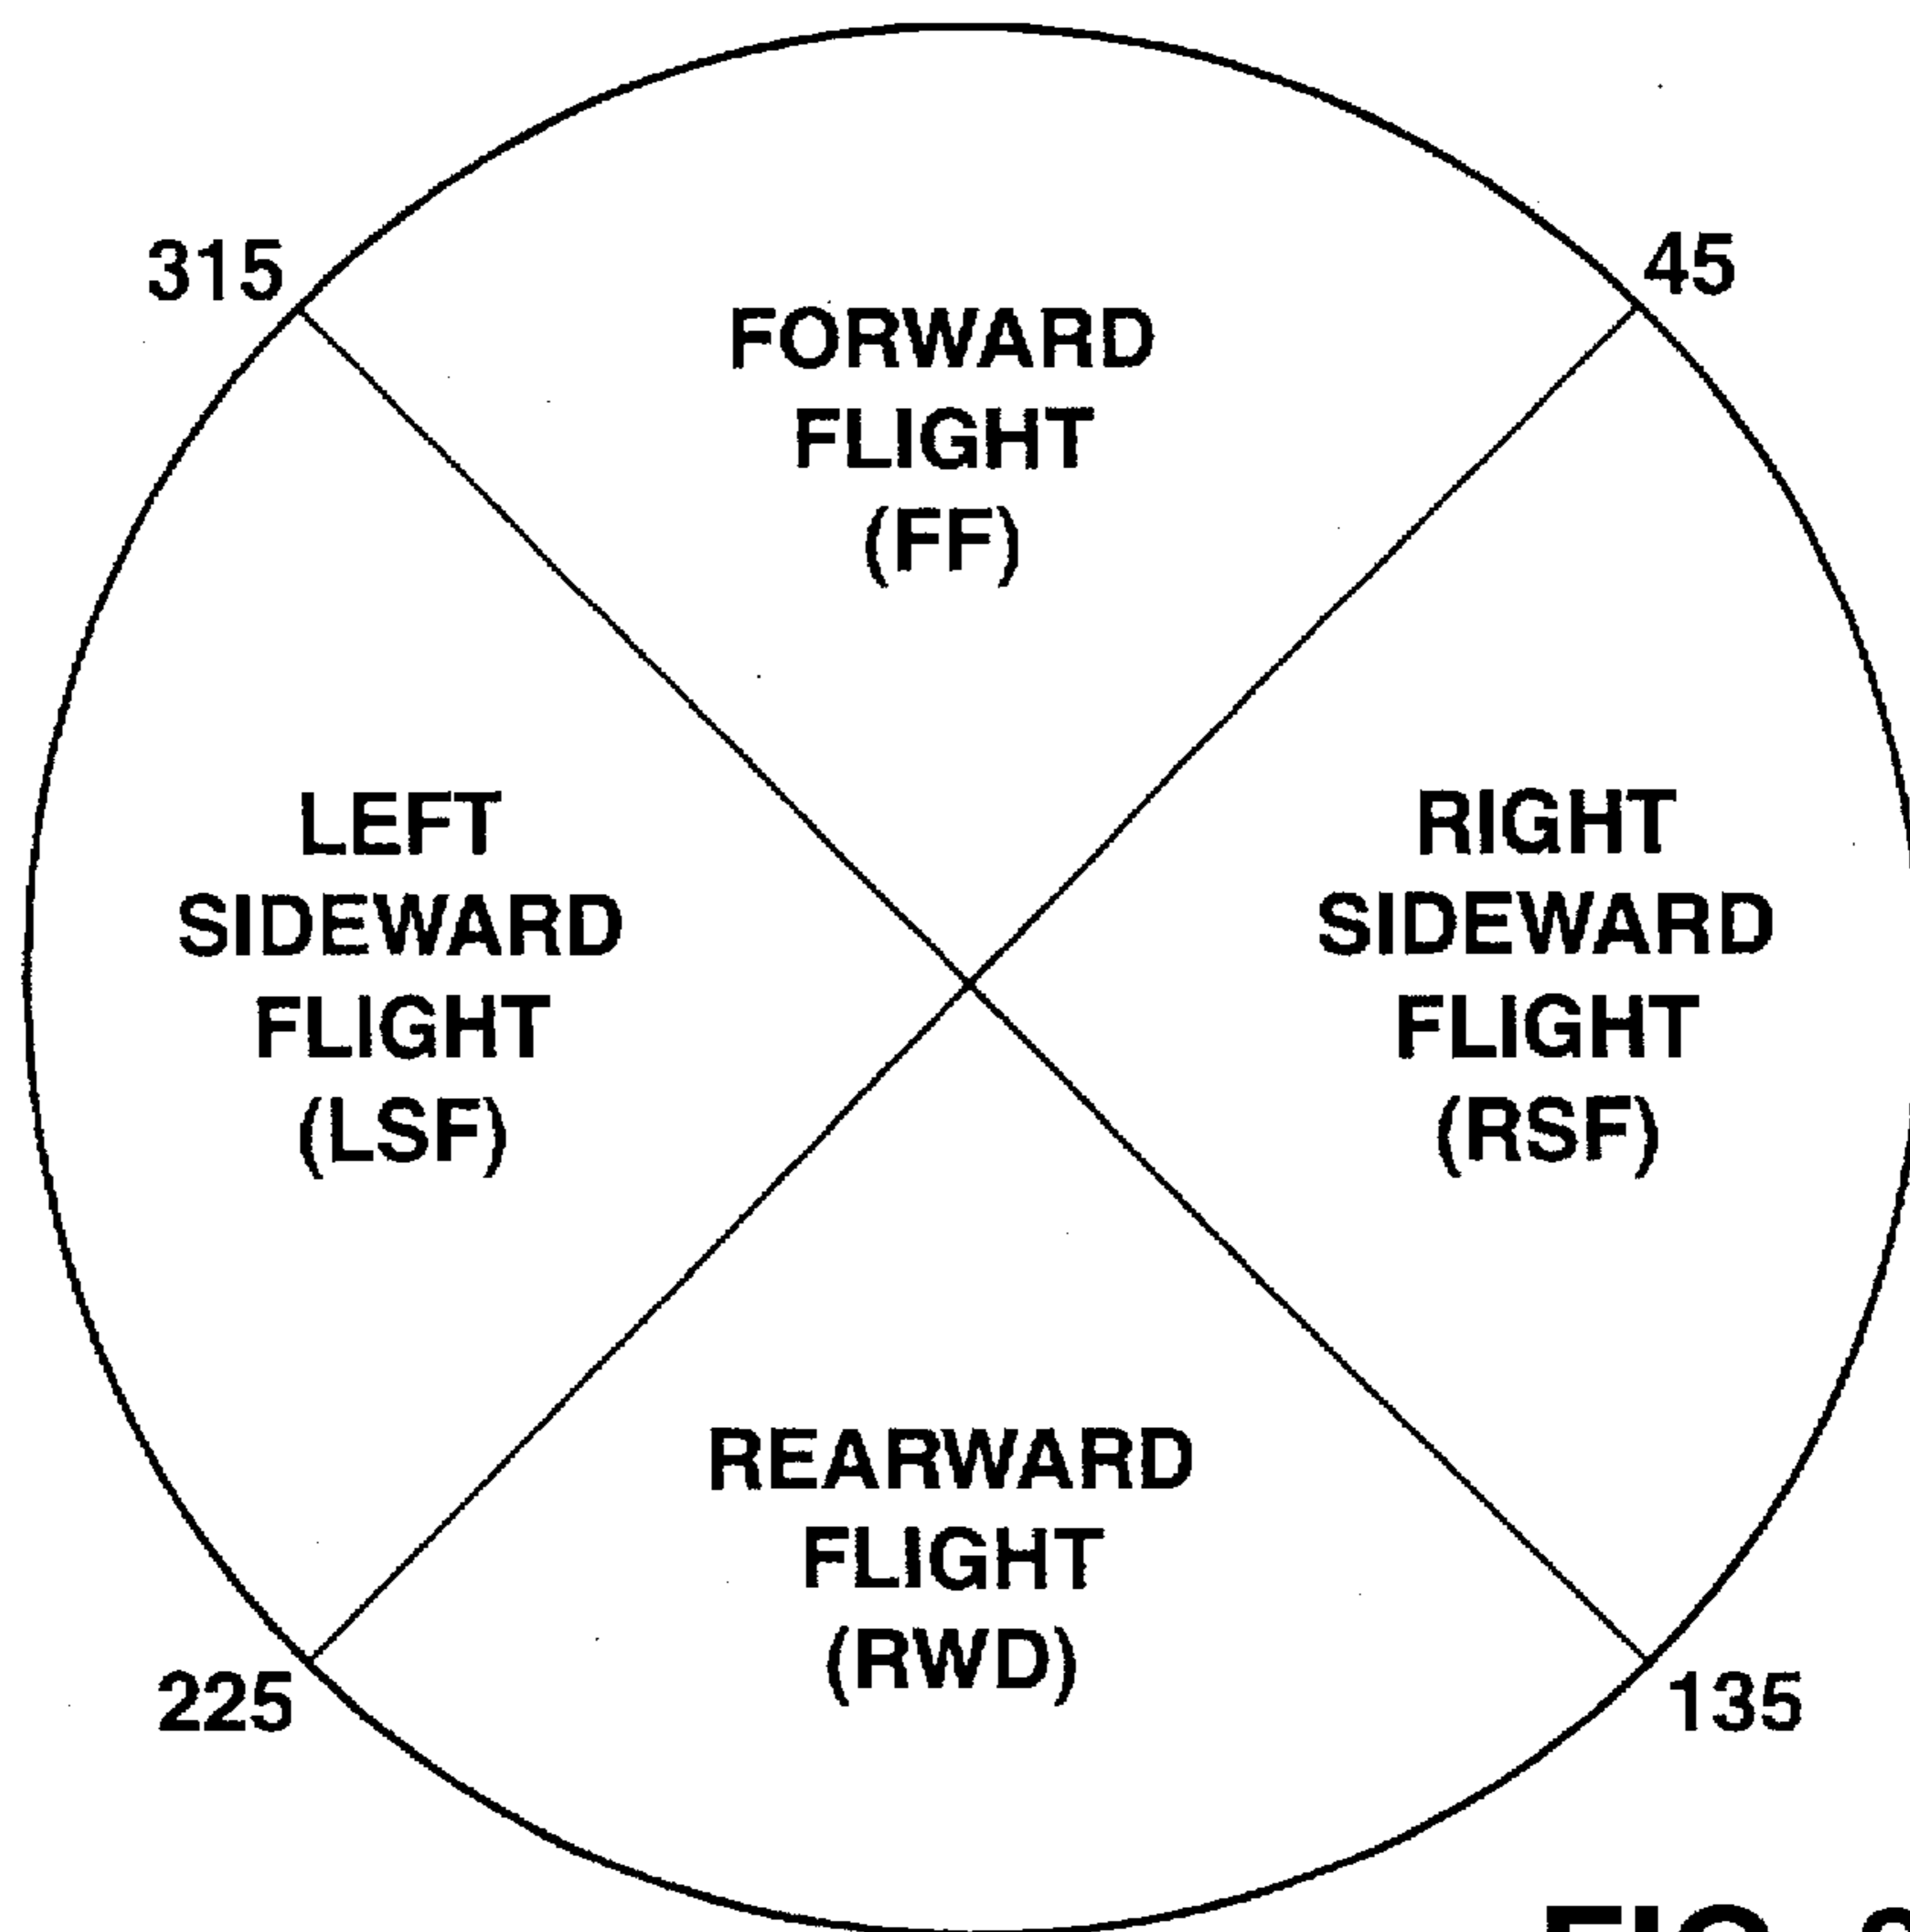 315
45
FORWARD
FLIGHT
(FF)
LEFT
SIDEWARD
FLIGHT
(LSF)
RIGHT
SIDEWARD
FLIGHT
(RSF)
REARWARD
FLIGHT
(RWD)
225
135